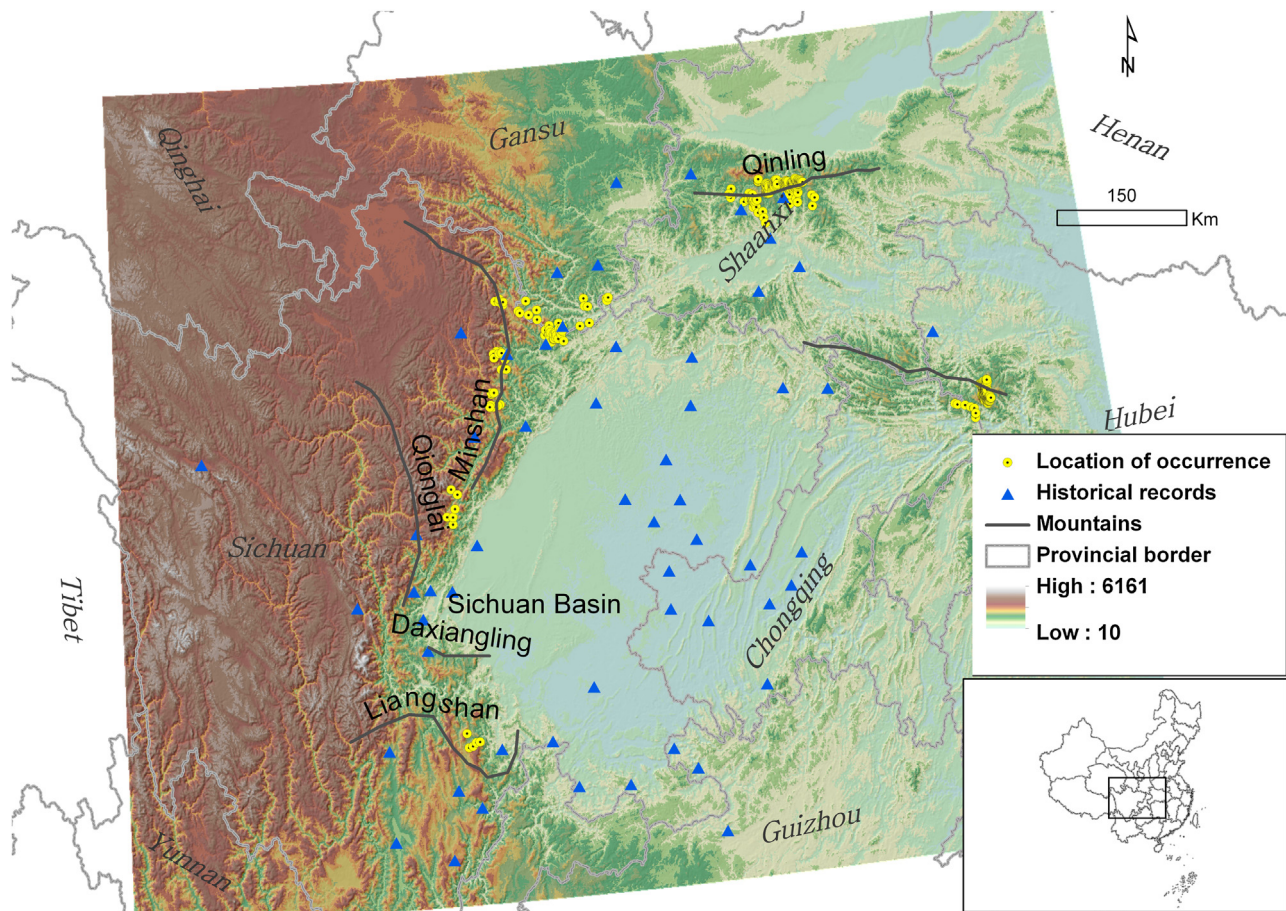 N
Henan
Gansu
Qinghai
Qinling
150
Km
Shaanxi
Hubei
Minshan
Qionglai
Sichuan
Tibet
Sichuan Basin
Daxiangling
Chongqing
Liangshan
Guizhou
Yunnan
Location of occurrence
Historical records
Mountains
Provincial border
High : 6161
Low : 10